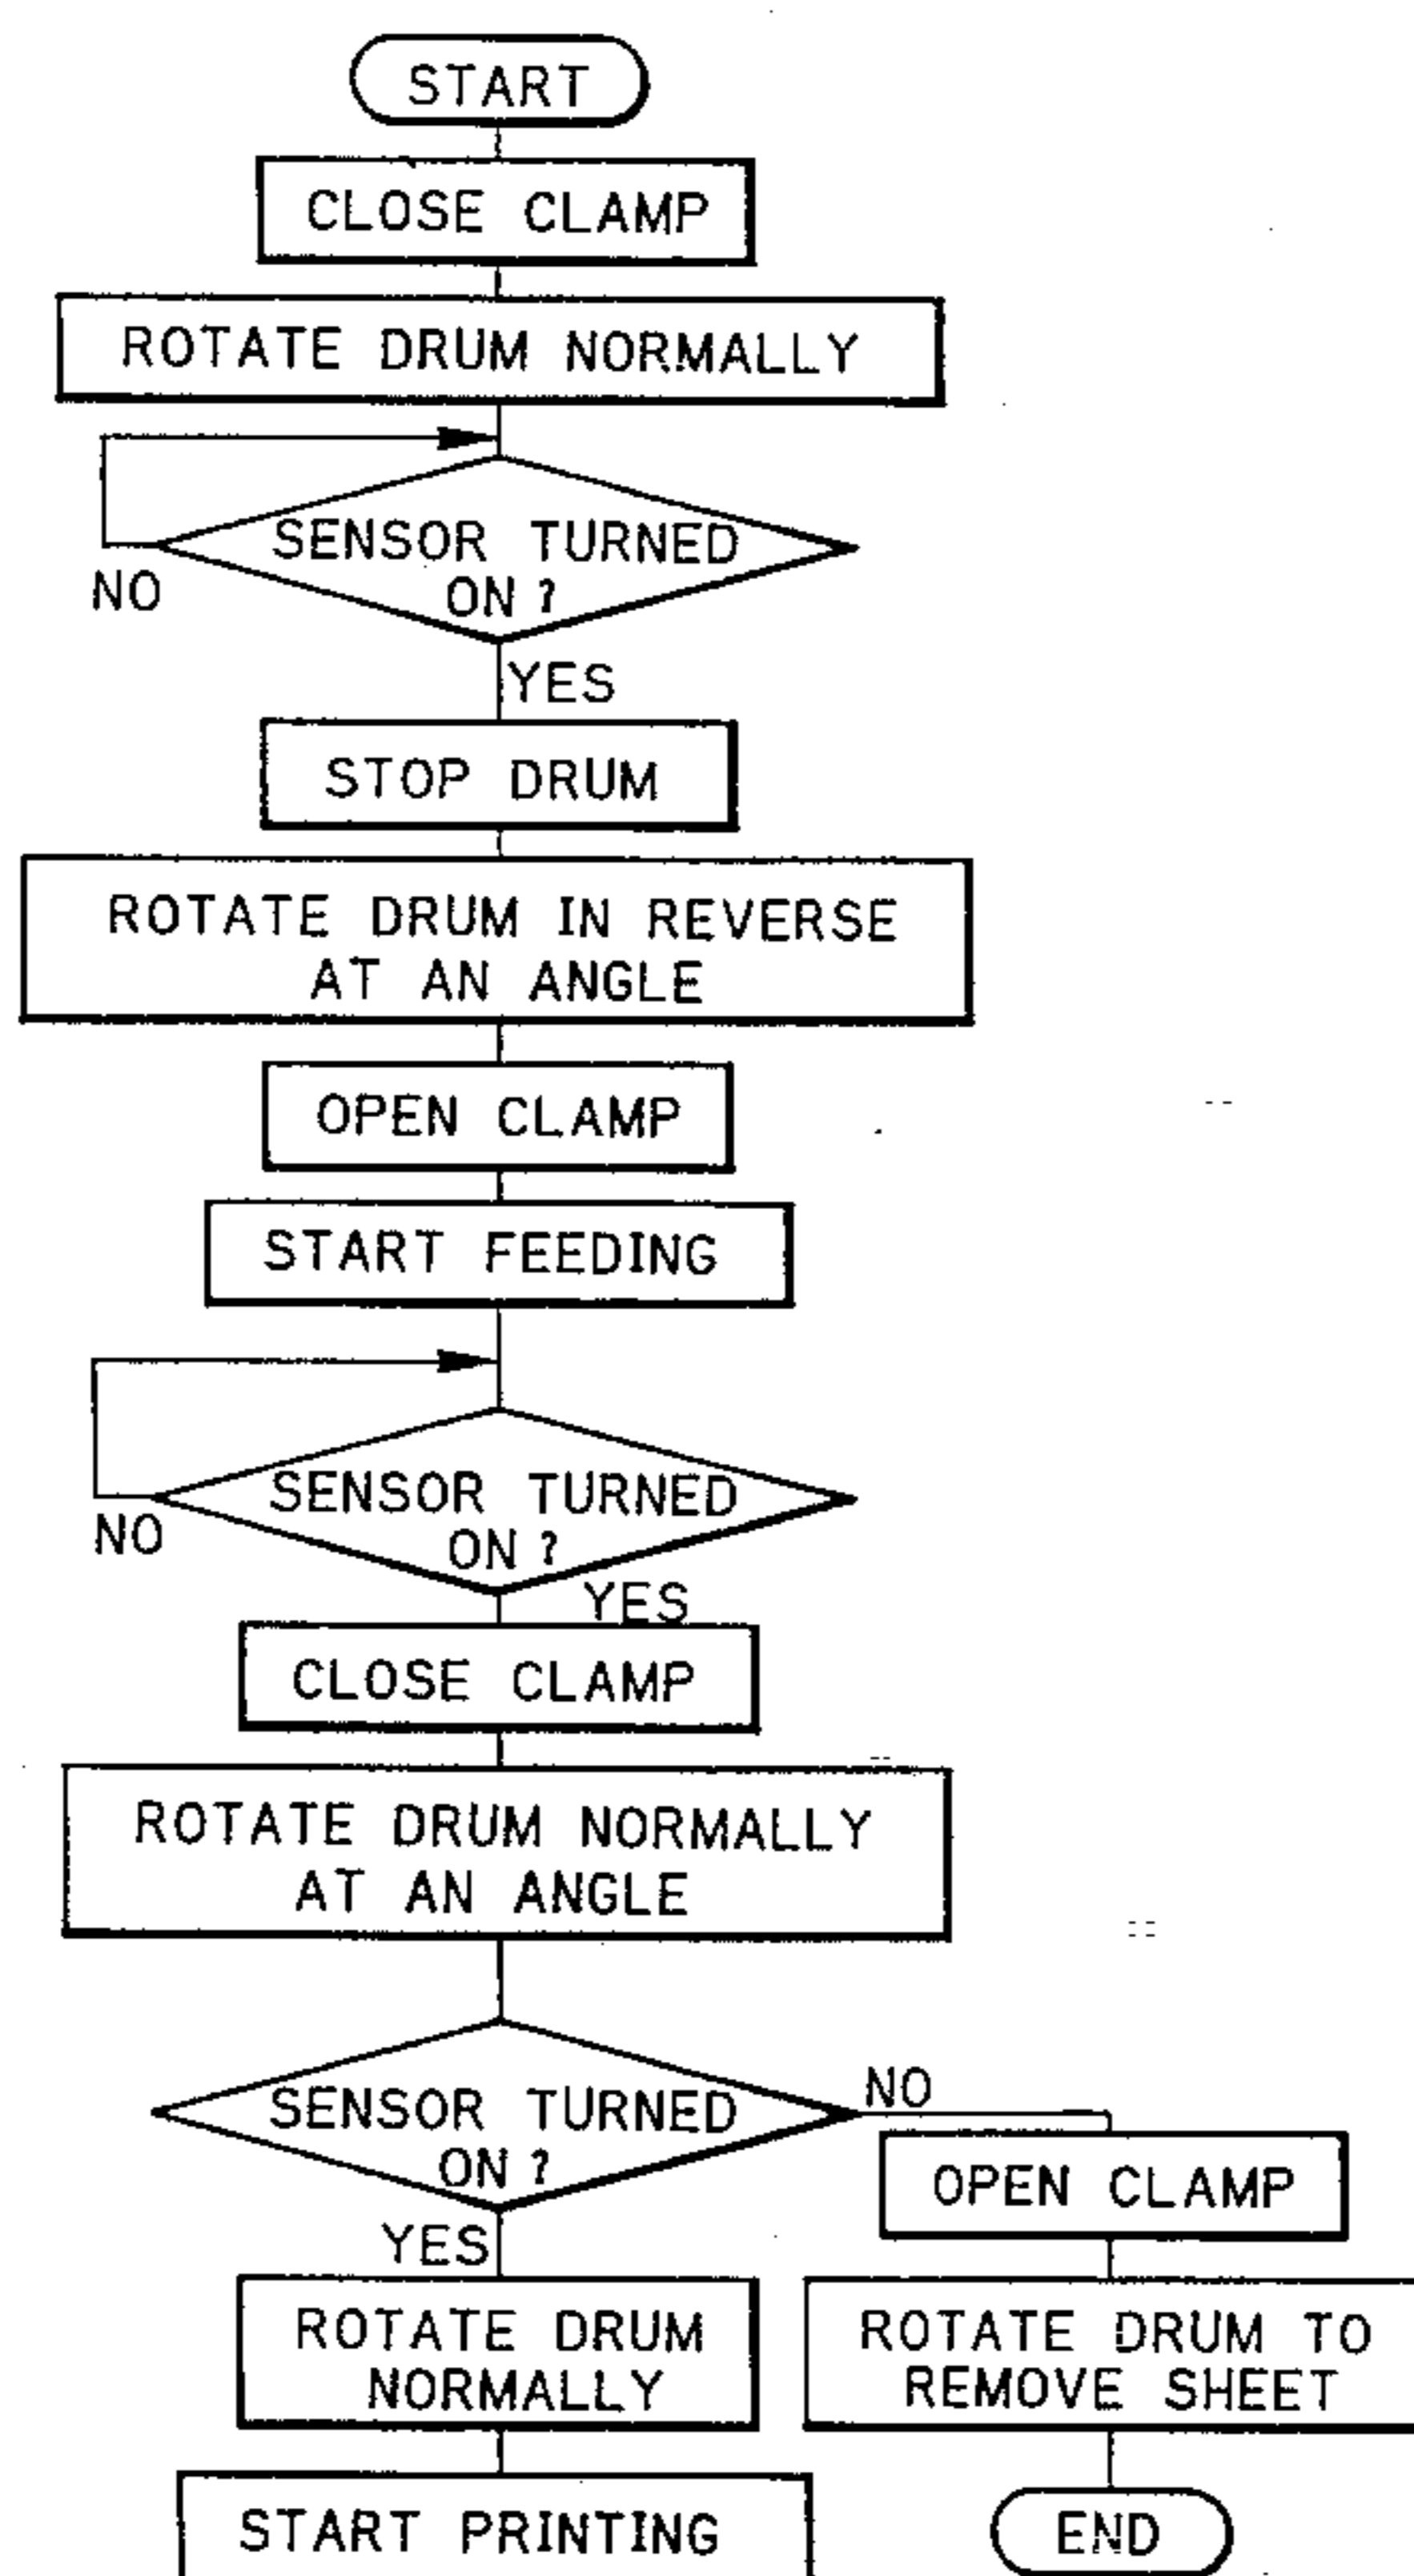 START
CLOSE CLAMP
ROTATE DRUM NORMALLY
SENSOR TURNED
ON ?
NO
YES
STOP DRUM
ROTATE DRUM IN REVERSE
AT AN ANGLE
OPEN CLAMP
START FEEDING
SENSOR TURNED
ON ?
NO
YES
CLOSE CLAMP
ROTATE DRUM NORMALLY
AT AN ANGLE
SENSOR TURNED
ON ?
NO
OPEN CLAMP
YES
ROTATE DRUM
NORMALLY
ROTATE DRUM TO
REMOVE SHEET
START PRINTING
END